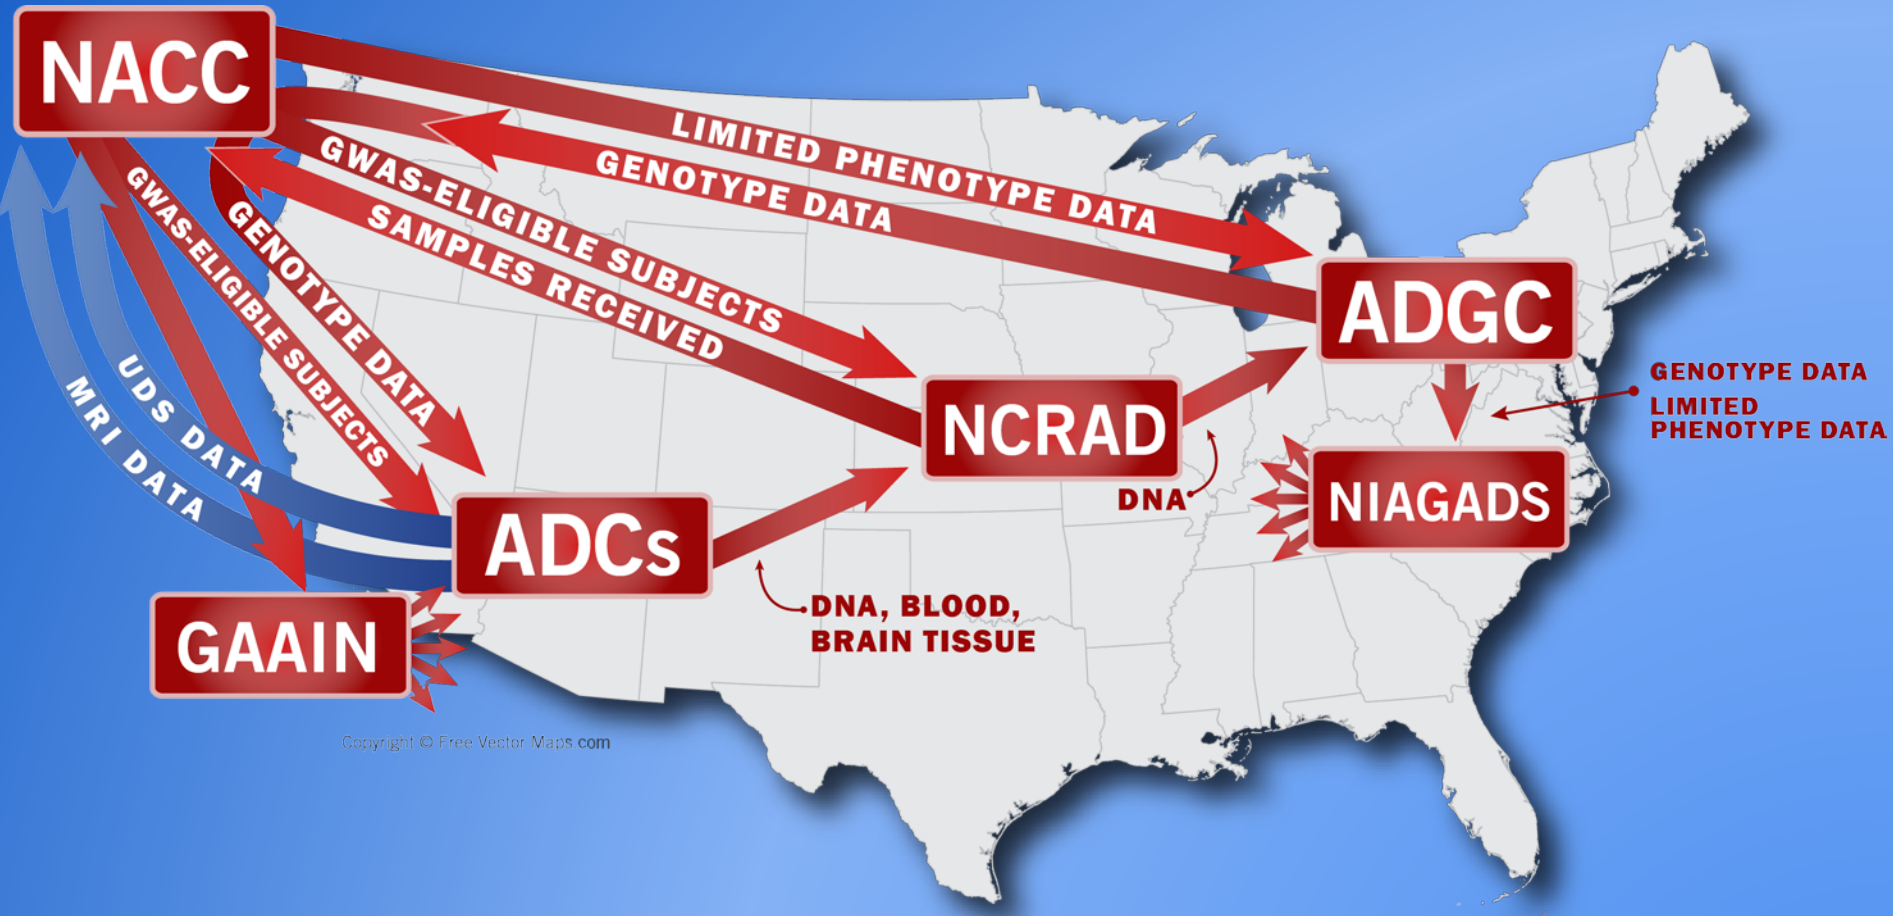 NACC
LIMITED PHENOTYPE DATA
GENOTYPE DATA
GWAS-ELIGIBLE SUBJECTS
SAMPLES RECEIVED
GWAS-ELIGIBLE SUBJECTS
GENOTYPE DATA
UDS DATA
MRI DATA
ADGC
GENOTYPE DATA
LIMITED
PHENOTYPE DATA
NCRAD
DNA
NIAGADS
ADCs
DNA, BLOOD,
BRAIN TISSUE
GAAIN
Copyright © Free Vector Maps.com